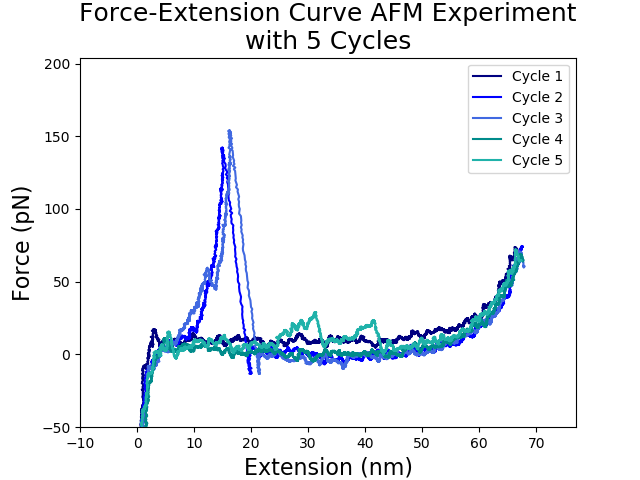 Force-Extension Curve AFM Experiment
with 5 Cycles
Force (pN)
200
150
100
50
0
−50
Cycle 1
Cycle 2
Cycle 3
Cycle 4
Cycle 5
−10 0 10 20 30 40 50 60 70
Extension (nm)